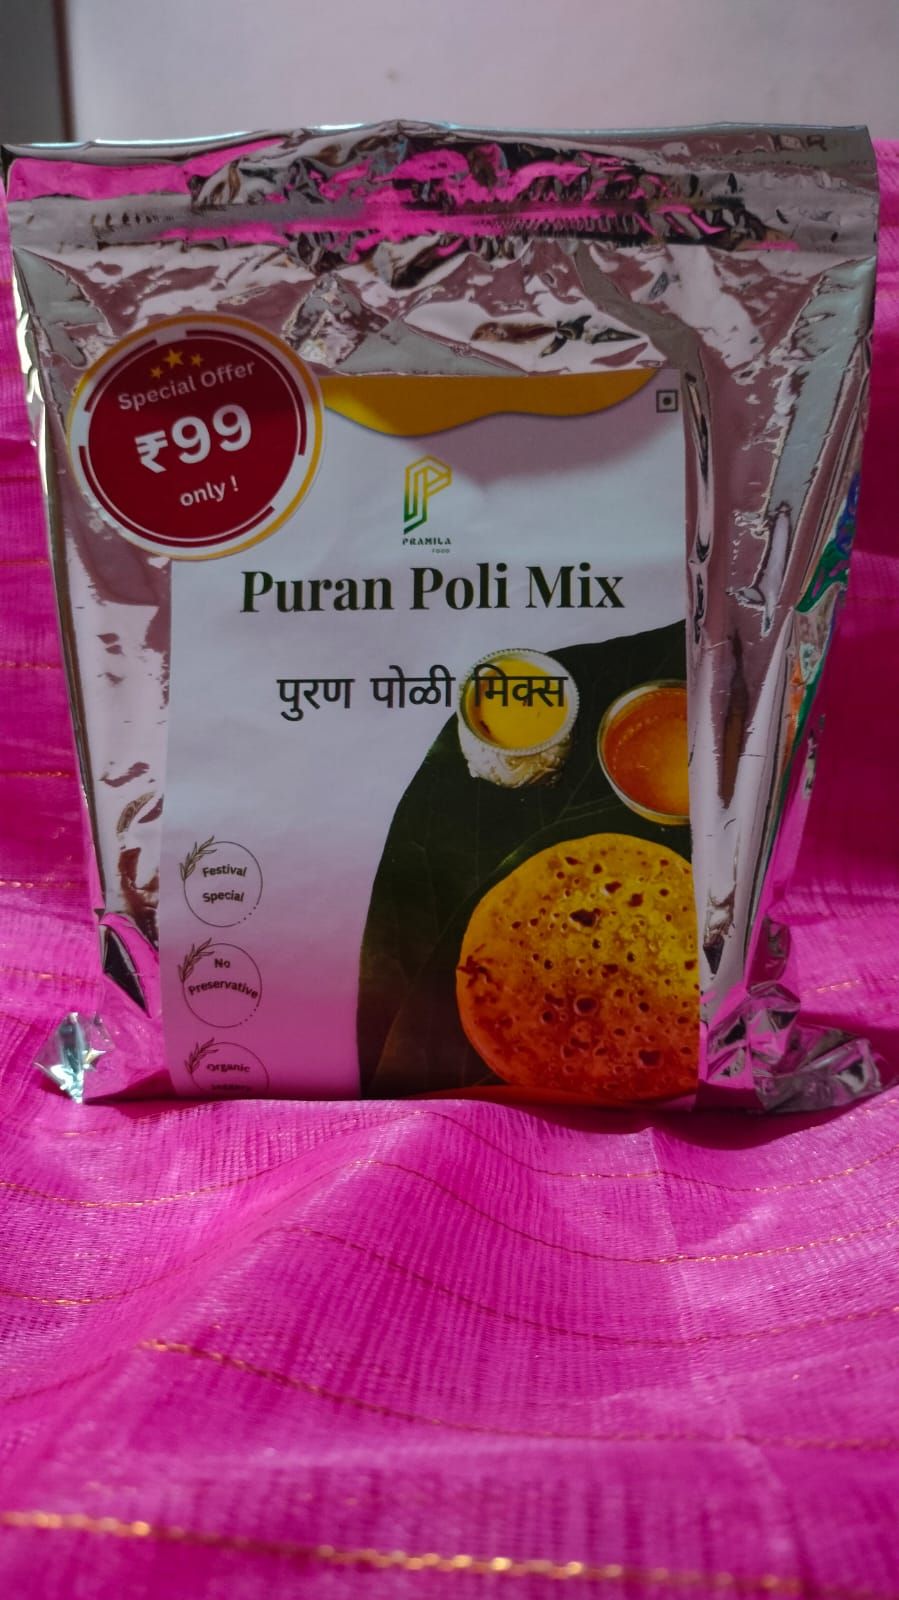 Special Offer
₹99
only !
PRAMILA
FOOD
Puran Poli Mix
पुरण पोळी मिक्स
Festival
Special
No
Preservative
Organic